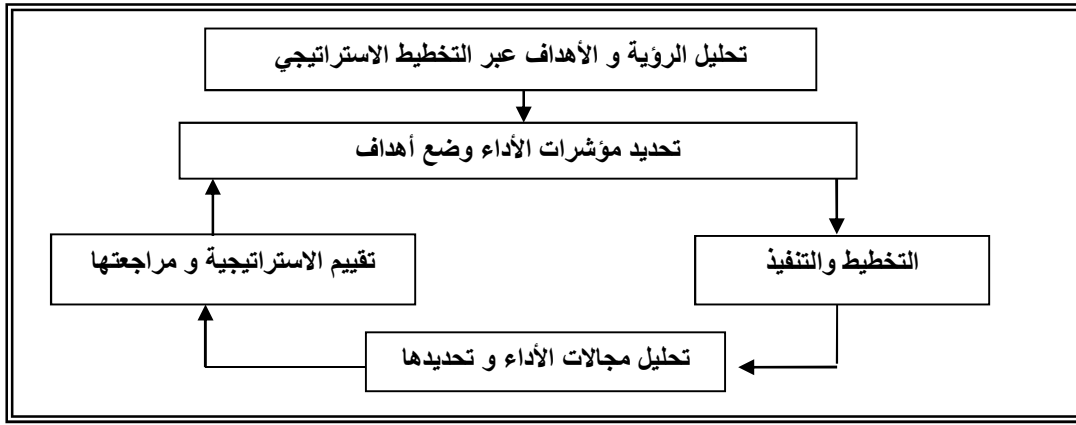 تحليل الرؤية و الأهداف عبر التخطيط الاستراتيجي
تحديد مؤشرات الأداء وضع أهداف
التخطيط والتنفيذ
تقييم الاستراتيجية و مراجعتها
تحليل مجالات الأداء و تحديدها